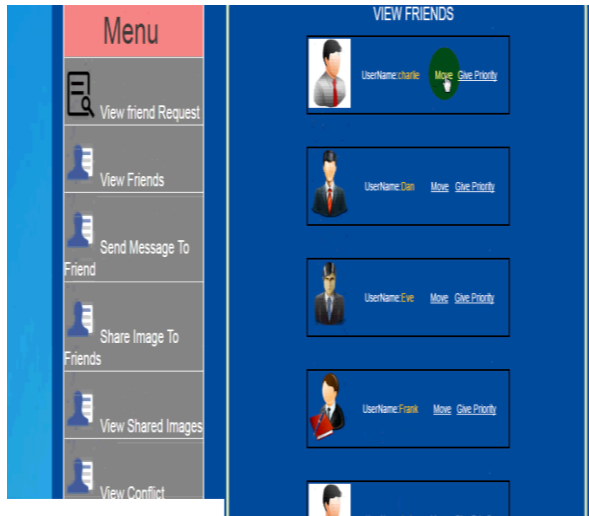 Menu
View friend Request
View Friends
Send Message To
Friend
Share Image To
Friends
View Shared Images
View Conflict
VIEW FRIENDS
UserName:charlie Move Give Priority
UserName:Dan Move Give Priority
UserName:Eve Move Give Priority
UserName:Frank Move Give Priority